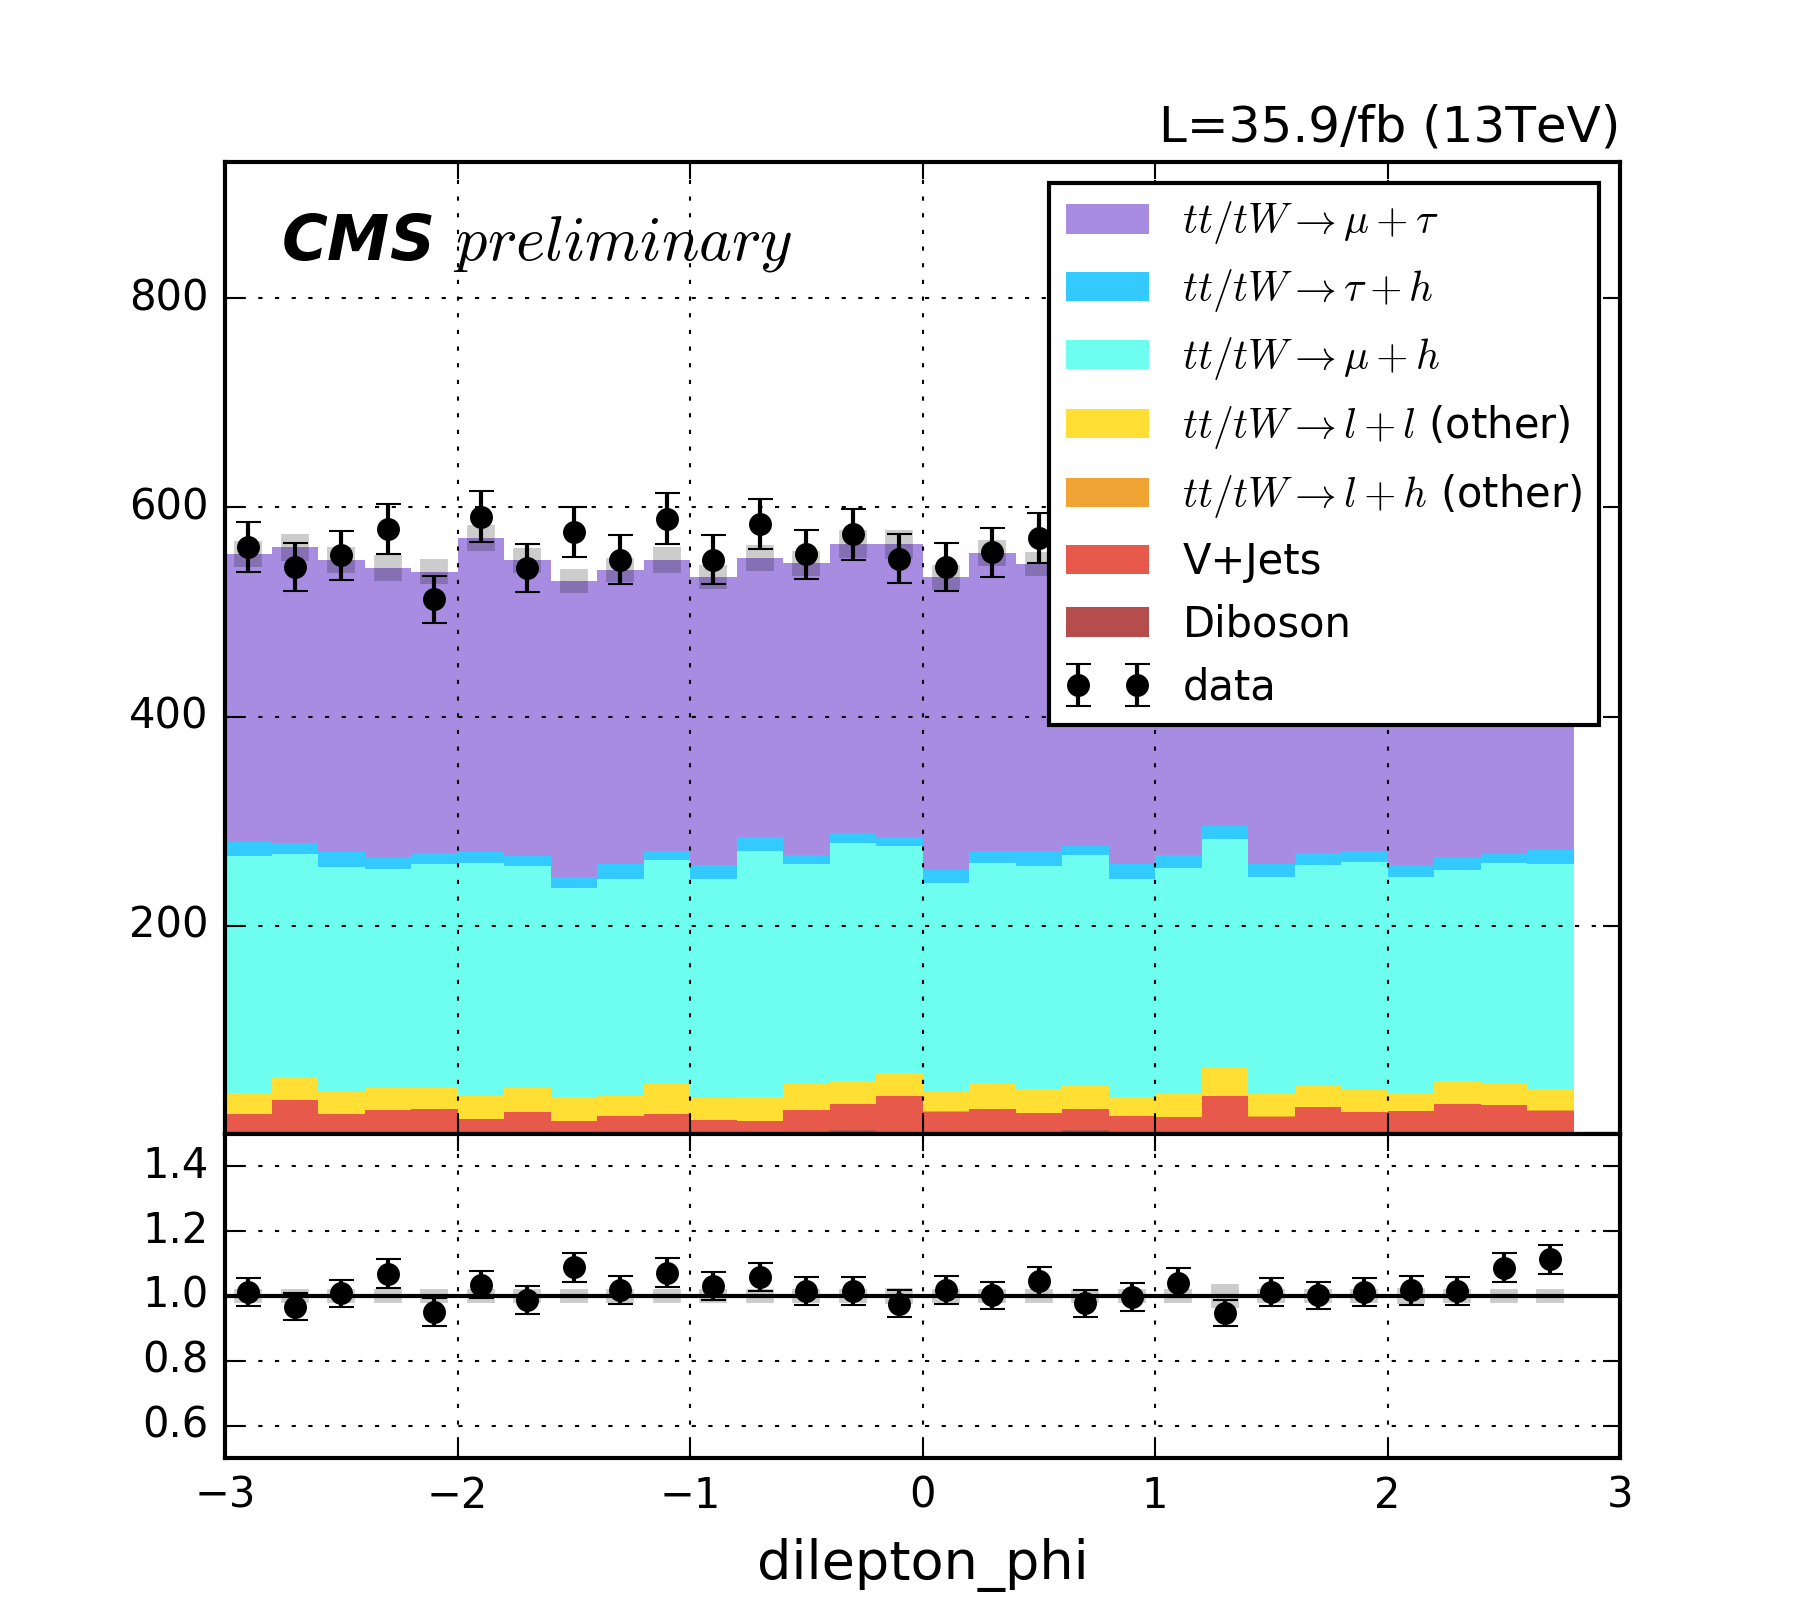 L=35.9/fb (13TeV)
CMS preliminary
tt/tW → μ + τ
tt/tW → τ + h
tt/tW → μ + h
tt/tW → l + l (other)
tt/tW → l + h (other)
V+Jets
Diboson
data
800
600
400
200
1.4
1.2
1.0
0.8
0.6
−3 −2 −1 0 1 2 3
dilepton_phi